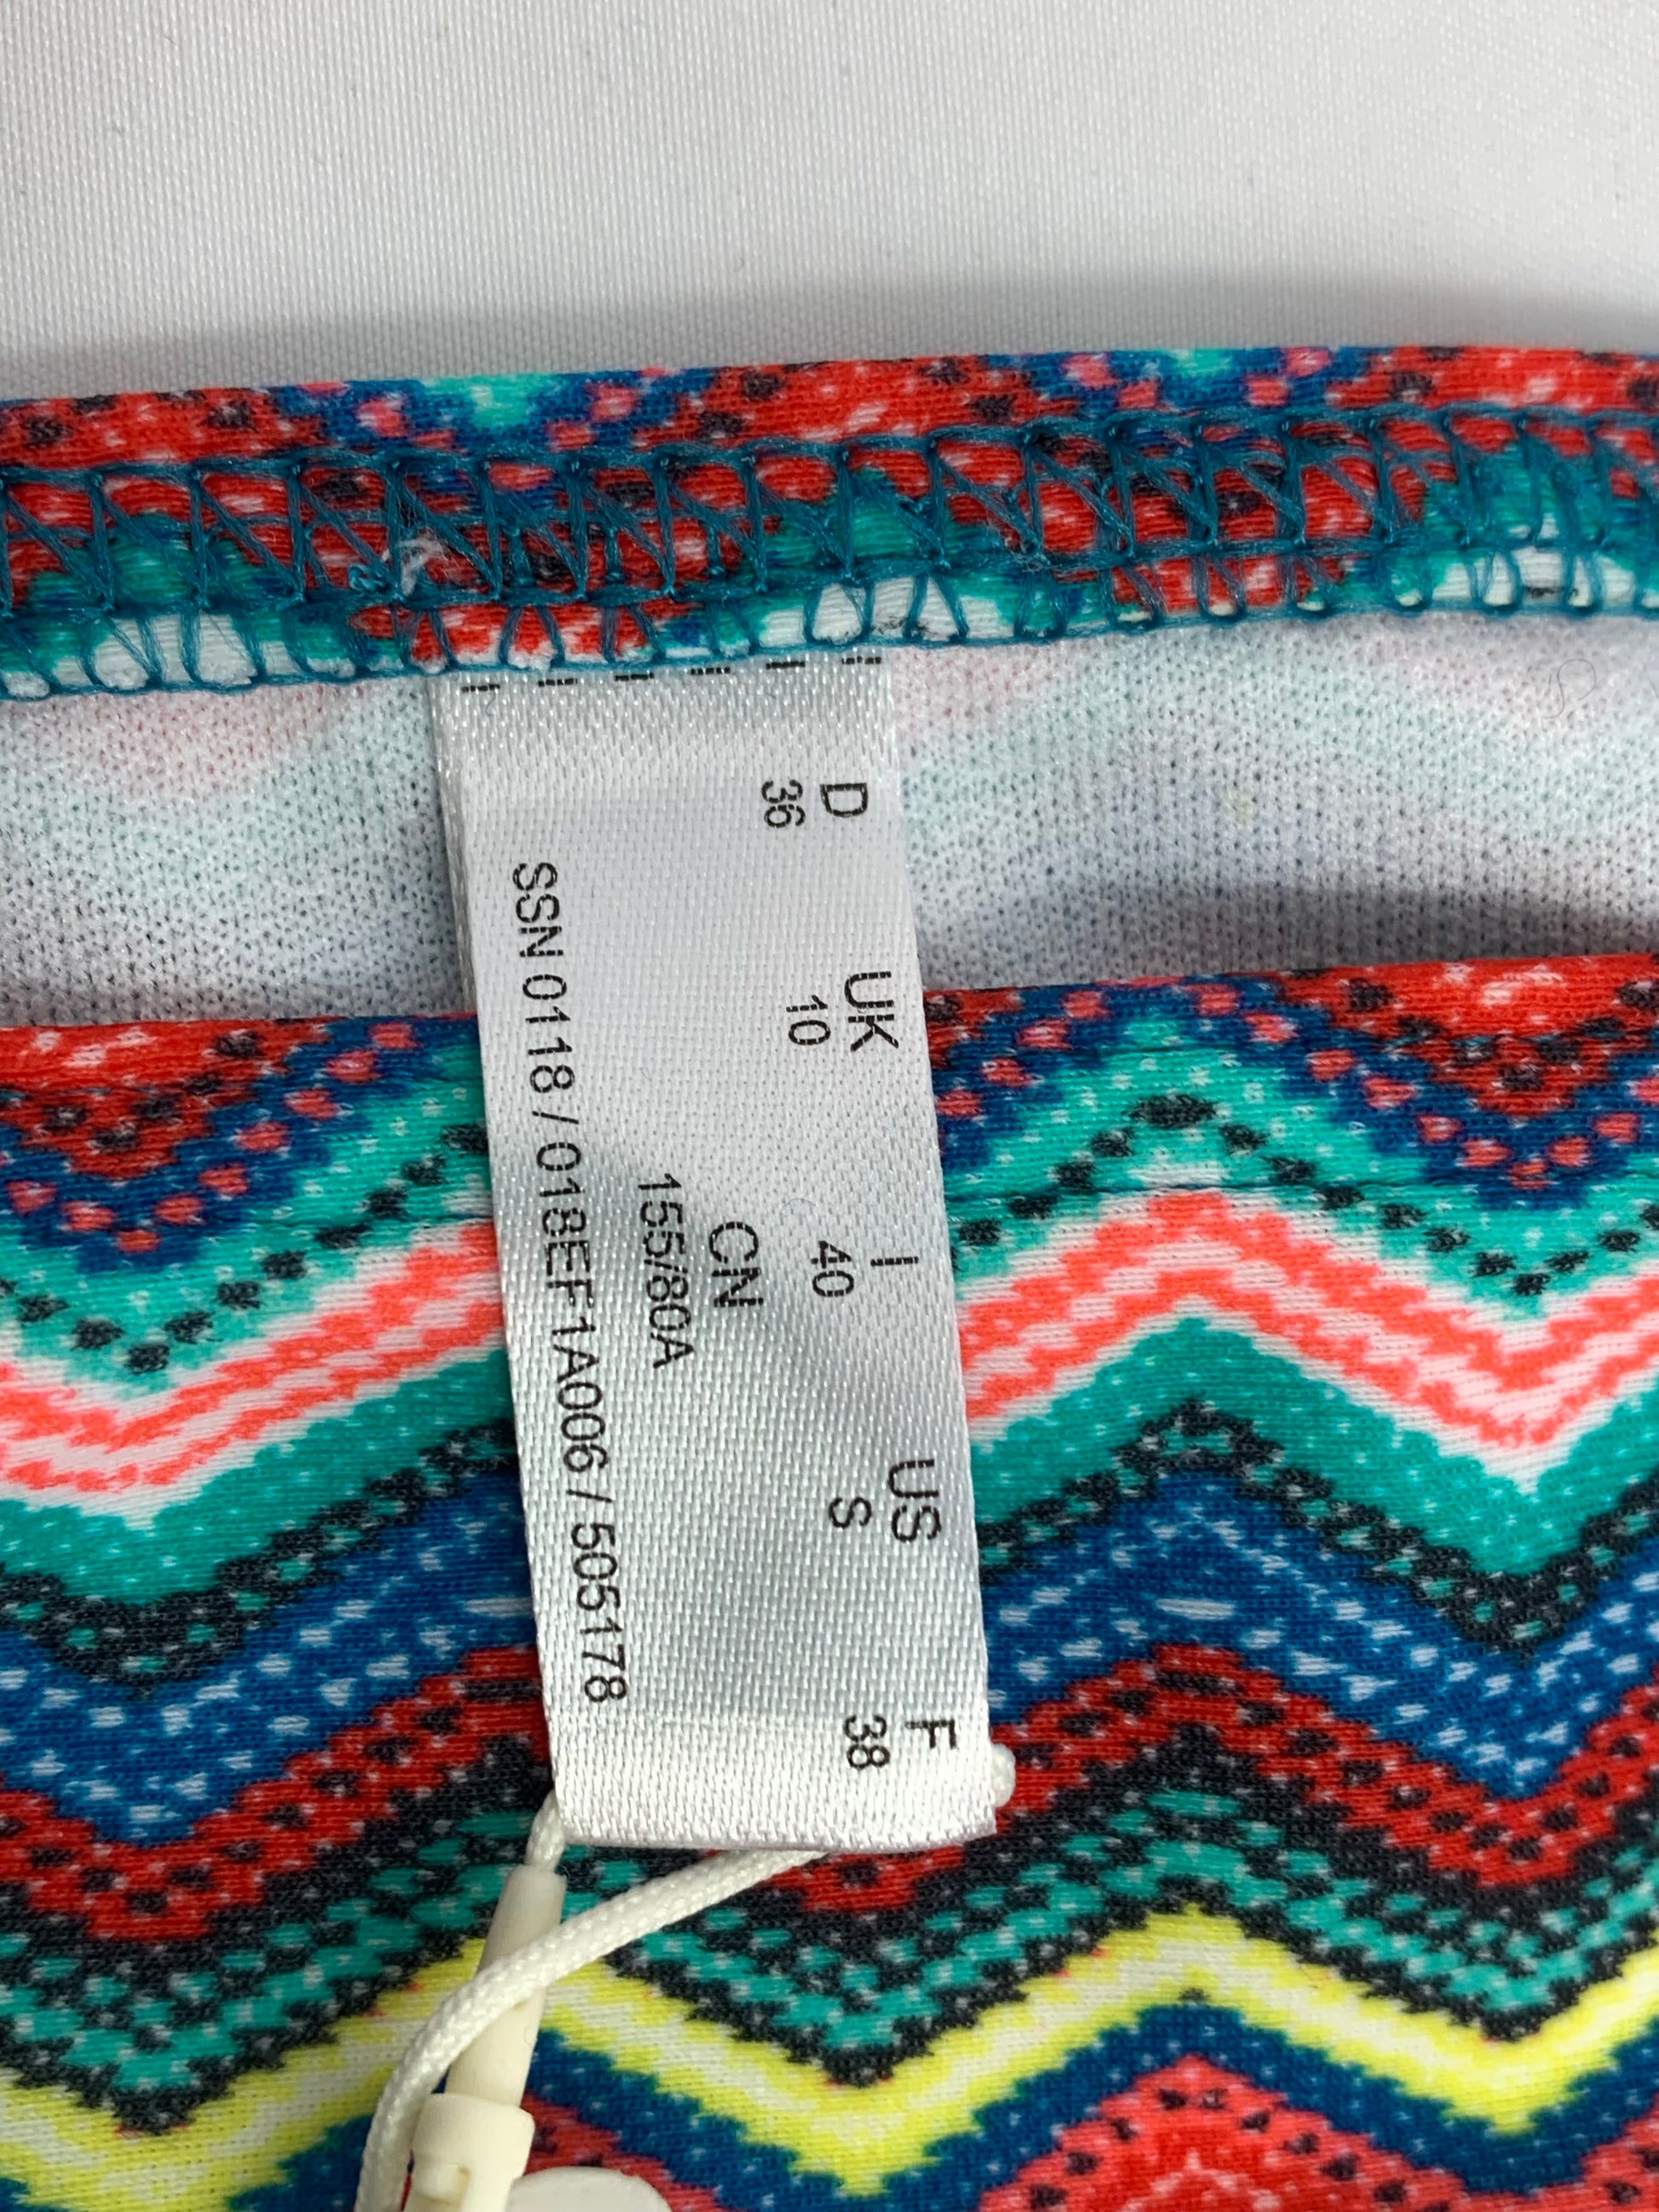 D UK I US F
36 10 40 S 38
CN
155/80A
SSN 0118 / 018EF1A006 / 505178